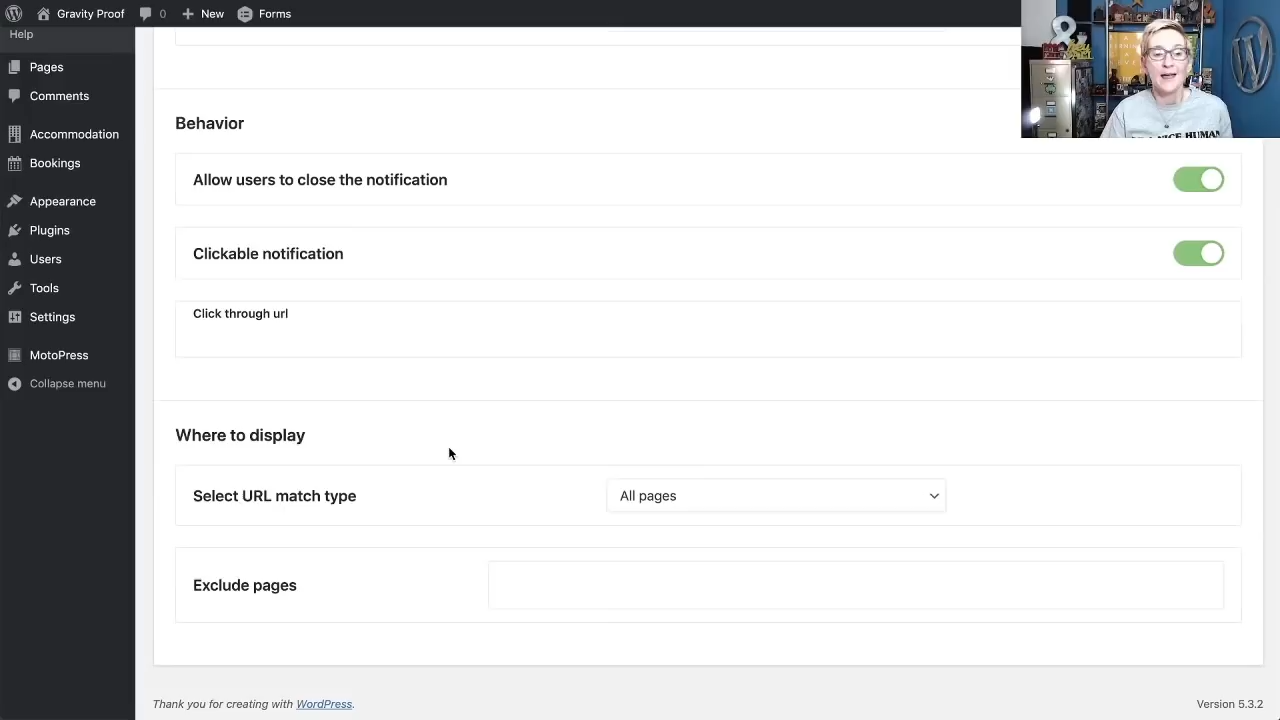 Gravity Proof
0
New
Forms
Help
Pages
Comments
Accommodation
Bookings
Appearance
Plugins
Users
Tools
Settings
MotoPress
Collapse menu
Behavior
Allow users to close the notification
Clickable notification
Click through url
Where to display
Select URL match type
All pages
Exclude pages
Thank you for creating with WordPress.
Version 5.3.2
NICE HUMAN